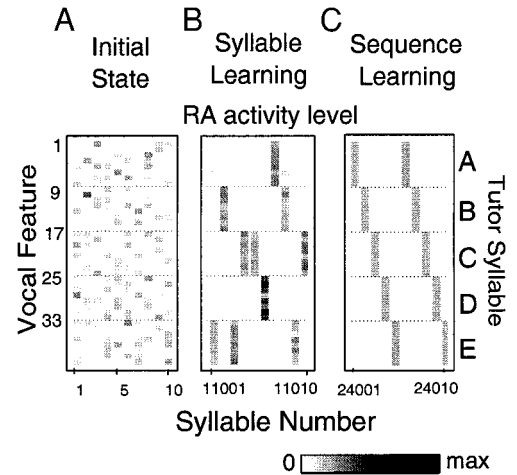 A
Initial
State
B
Syllable
Learning
C
Sequence
Learning
RA activity level
Vocal Feature
1
9
17
25
33
A
B
C
D
E
Tutor Syllable
1 5 10
11001 11010
24001 24010
Syllable Number
0 max